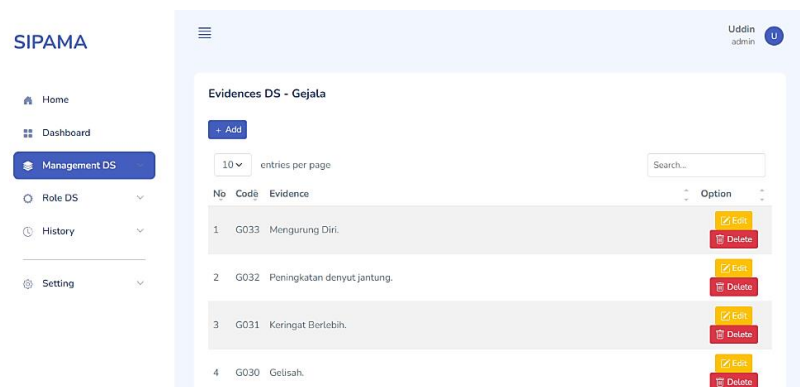 SIPAMA
Home
Dashboard
Management DS
Role DS
History
Setting
Uddin
admin
U
Evidences DS - Gejala
+ Add
10 entries per page
Search...
No Code Evidence Option
1 G033 Mengurung Diri.
Edit
Delete
2 G032 Peningkatan denyut jantung.
Edit
Delete
3 G031 Keringat Berlebih.
Edit
Delete
4 G030 Gelisah.
Edit
Delete